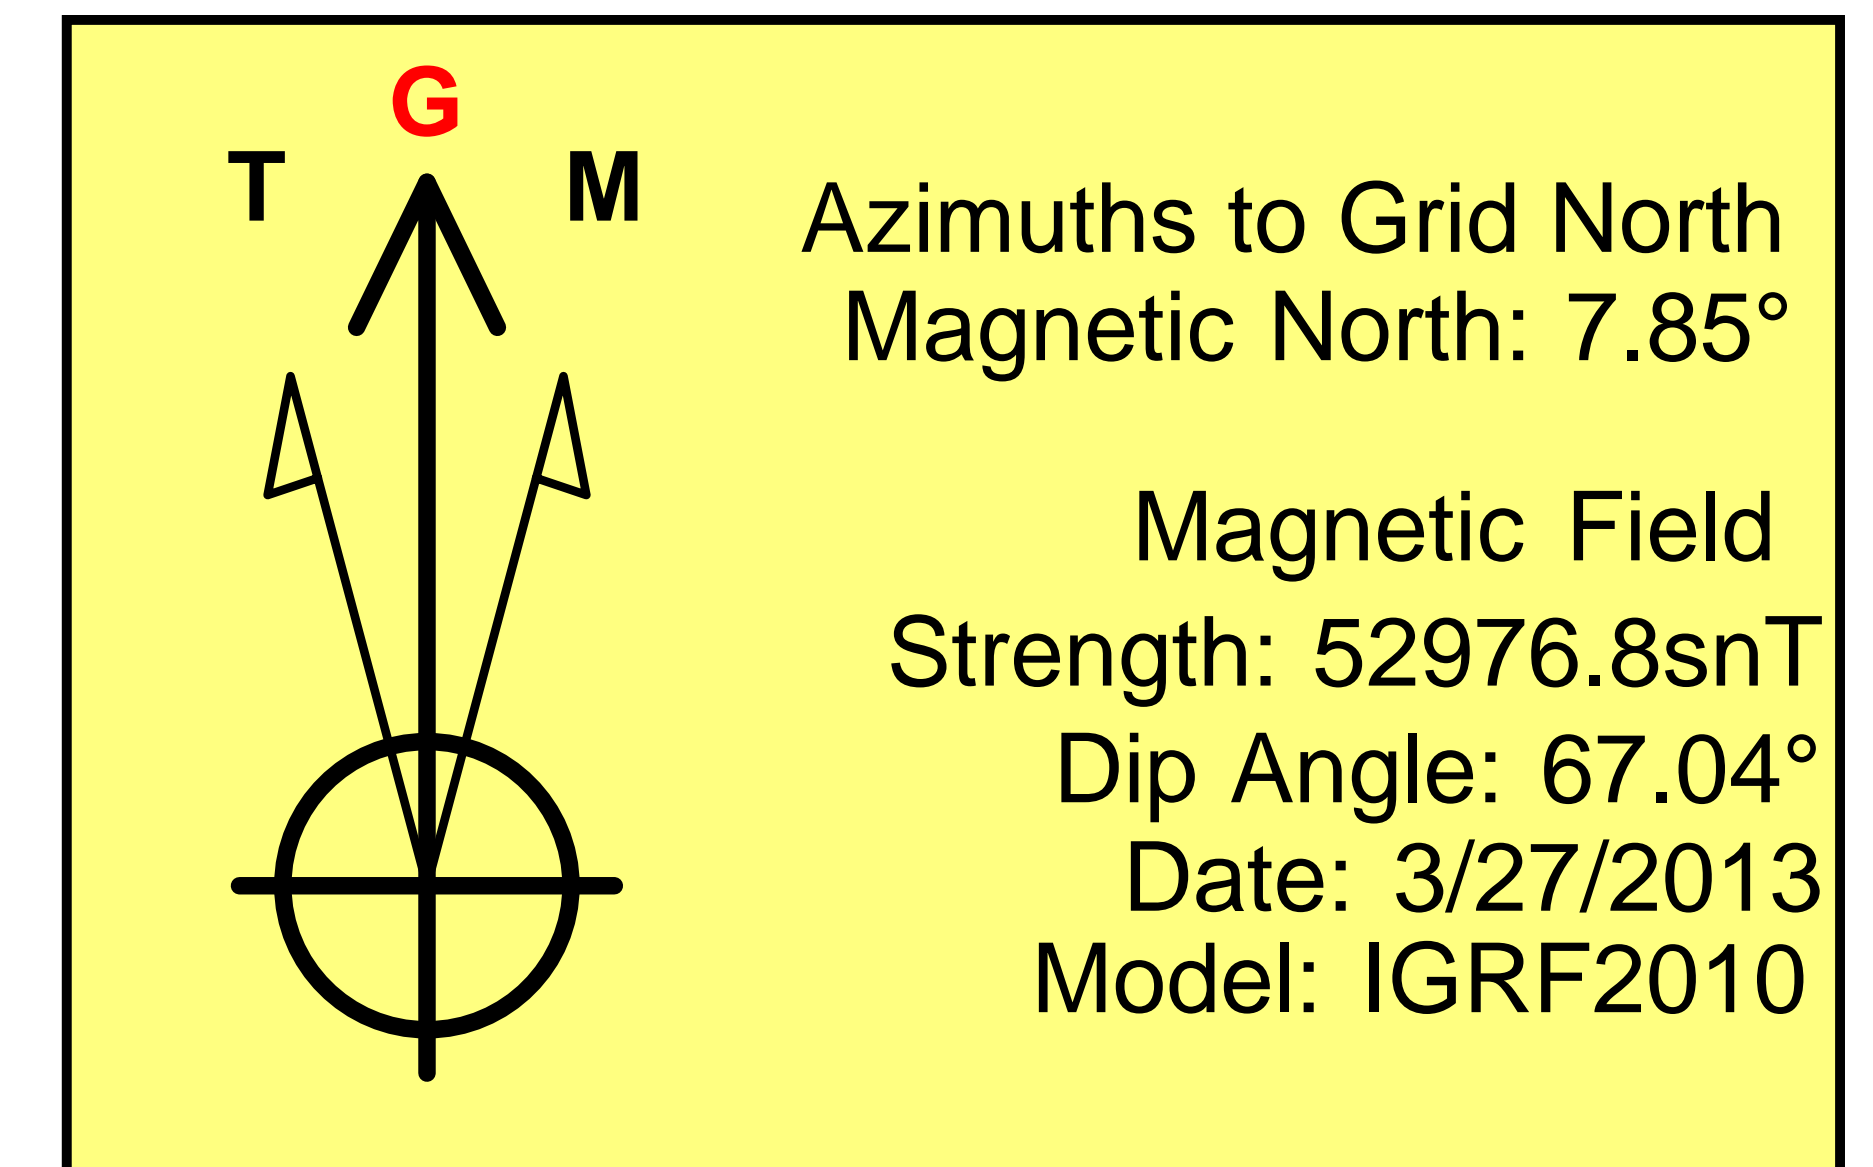 G
T M
Azimuths to Grid North
Magnetic North: 7.85°
Magnetic Field
Strength: 52976.8snT
Dip Angle: 67.04°
Date: 3/27/2013
Model: IGRF2010